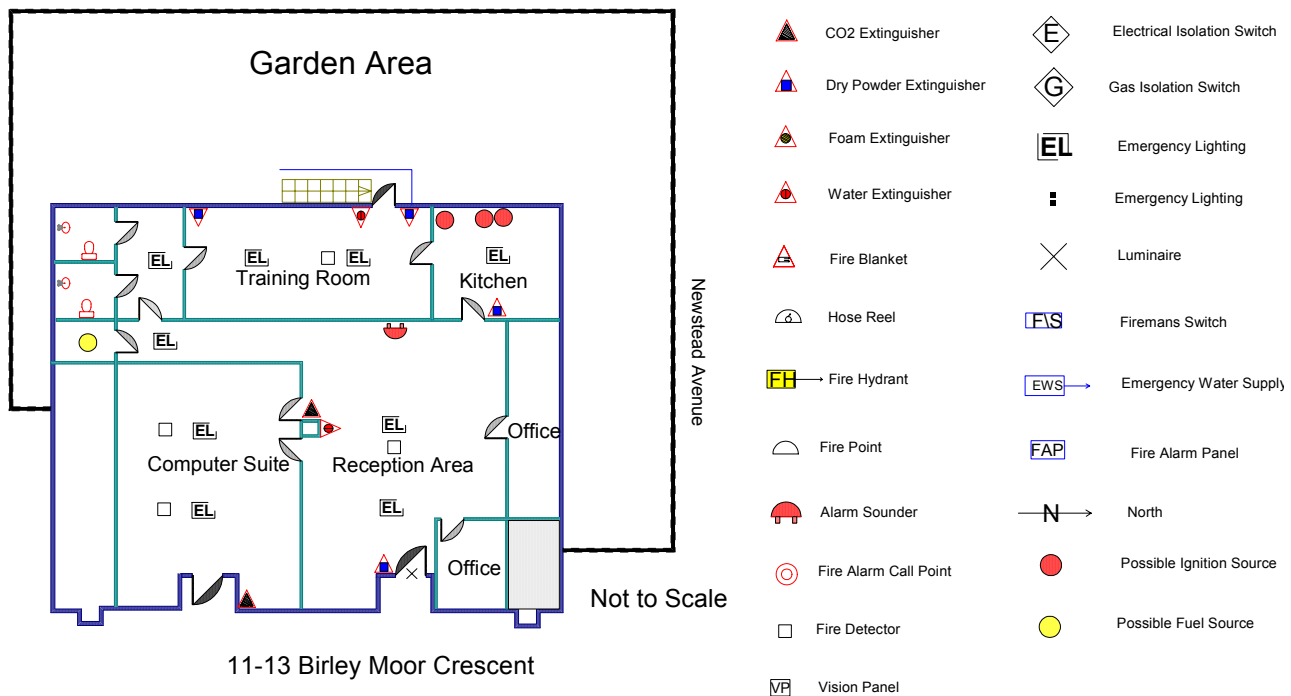 Garden Area
EL
EL
EL
EL
Training Room
Kitchen
EL
Newstead Avenue
EL
EL
Office
Computer Suite
Reception Area
EL
EL
Office
Not to Scale
11-13 Birley Moor Crescent
CO2 Extinguisher
Dry Powder Extinguisher
Foam Extinguisher
Water Extinguisher
Fire Blanket
Hose Reel
FH Fire Hydrant
Fire Point
Alarm Sounder
Fire Alarm Call Point
Fire Detector
VP Vision Panel
E Electrical Isolation Switch
G Gas Isolation Switch
EL Emergency Lighting
Emergency Lighting
Luminaire
F\S Firemans Switch
EWS Emergency Water Supply
FAP Fire Alarm Panel
N North
Possible Ignition Source
Possible Fuel Source